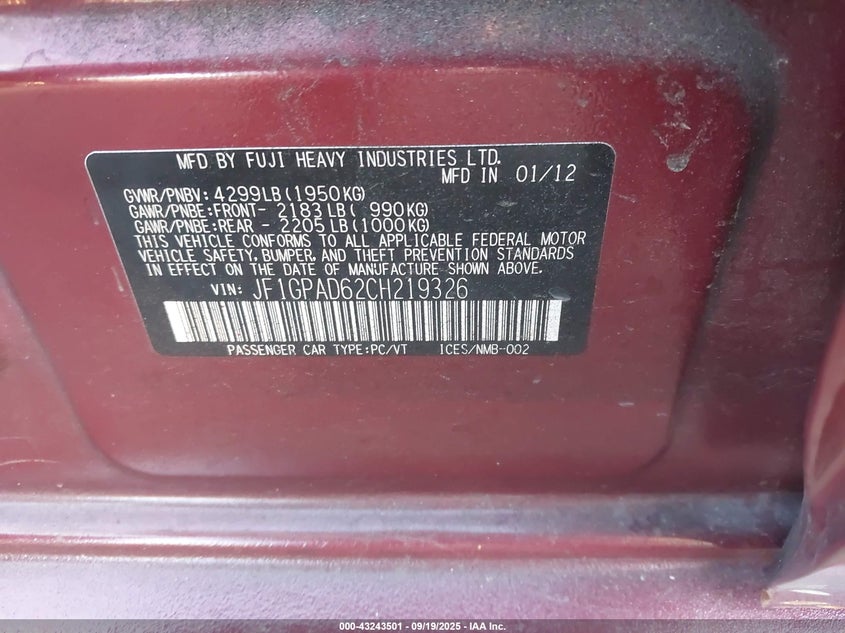 MFD BY FUJI HEAVY INDUSTRIES LTD.
MFD IN 01/12
GVWR/PNBV: 4299LB(1950KG)
GAWR/PNBE:FRONT- 2183LB( 990KG)
GAWR/PNBE:REAR - 2205LB(1000KG)
THIS VEHICLE CONFORMS TO ALL APPLICABLE FEDERAL MOTOR
VEHICLE SAFETY, BUMPER, AND THEFT PREVENTION STANDARDS
IN EFFECT ON THE DATE OF MANUFACTURE SHOWN ABOVE.
VIN: JF1GPAD62CH219326
PASSENGER CAR TYPE:PC/VT ICES/NMB-002
000-43243501 - 09/19/2025 - IAA Inc.